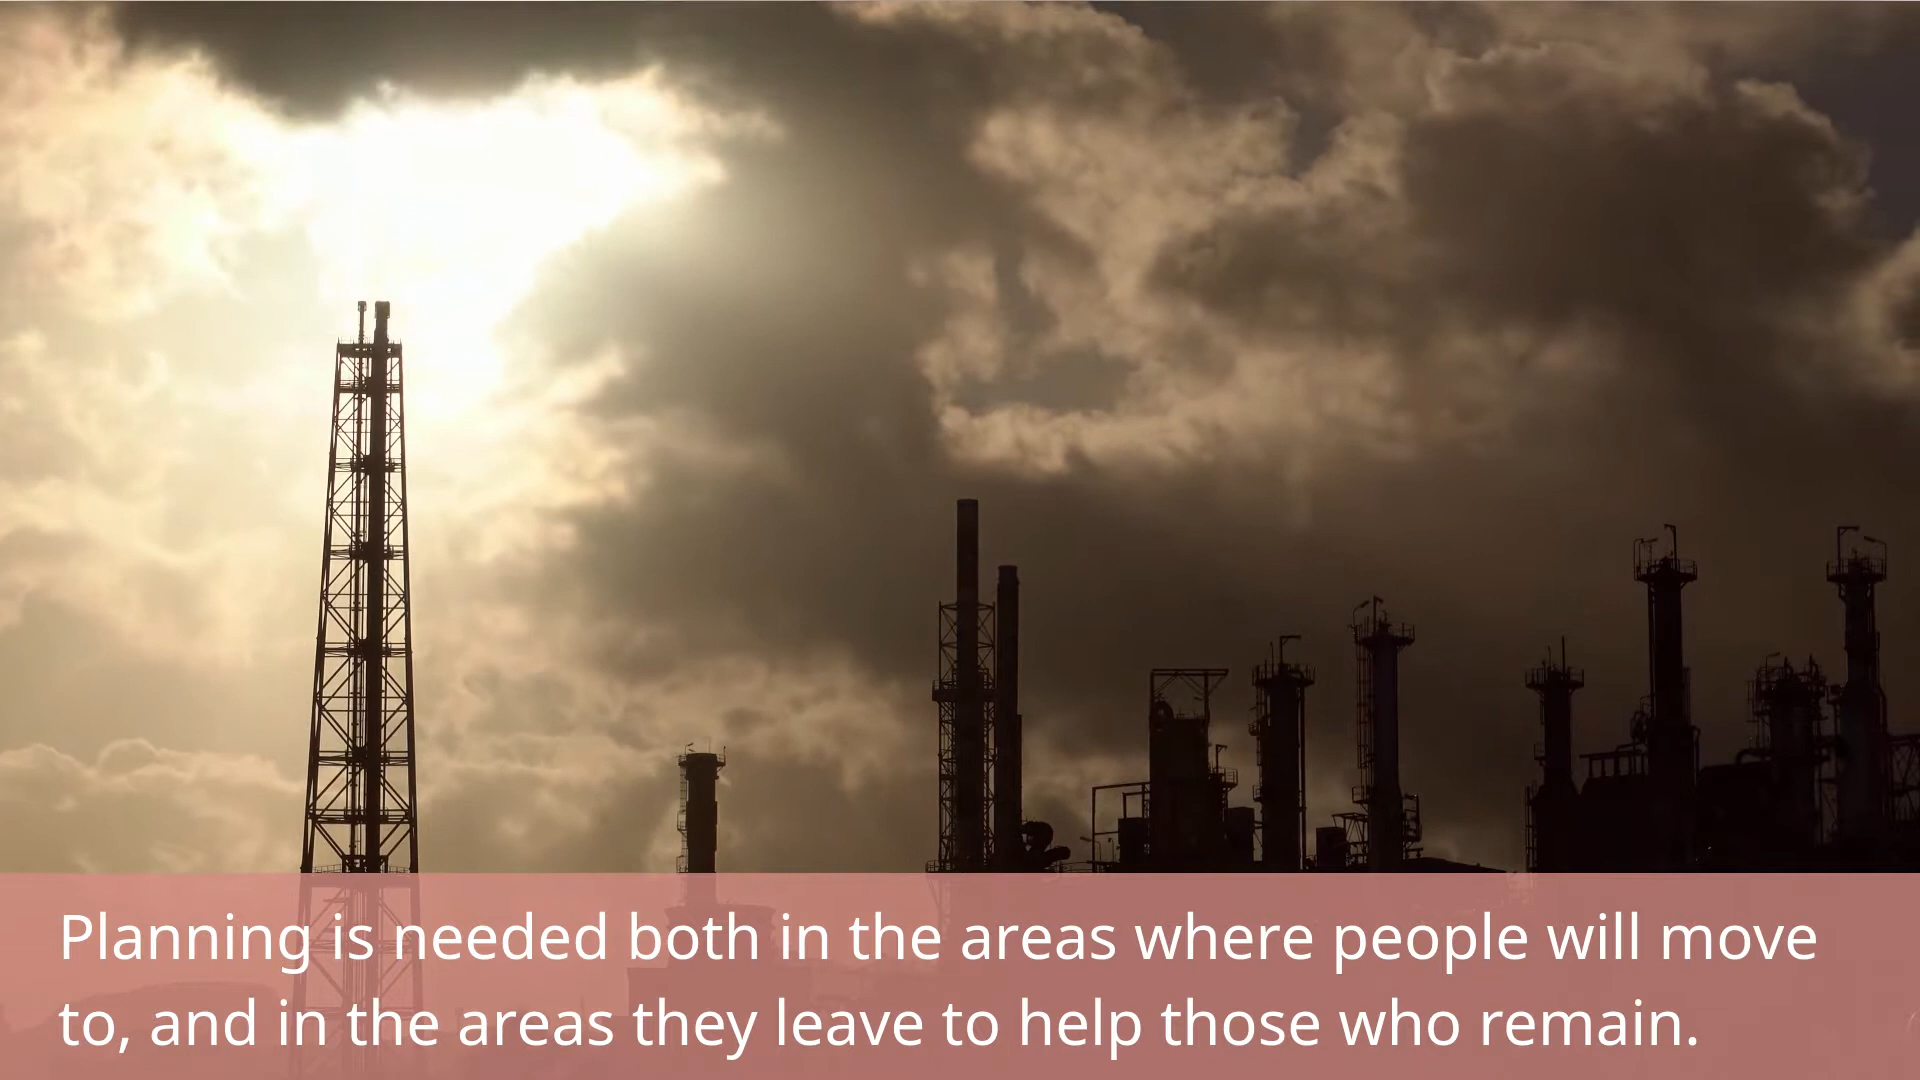 Planning is needed both in the areas where people will move
to, and in the areas they leave to help those who remain.